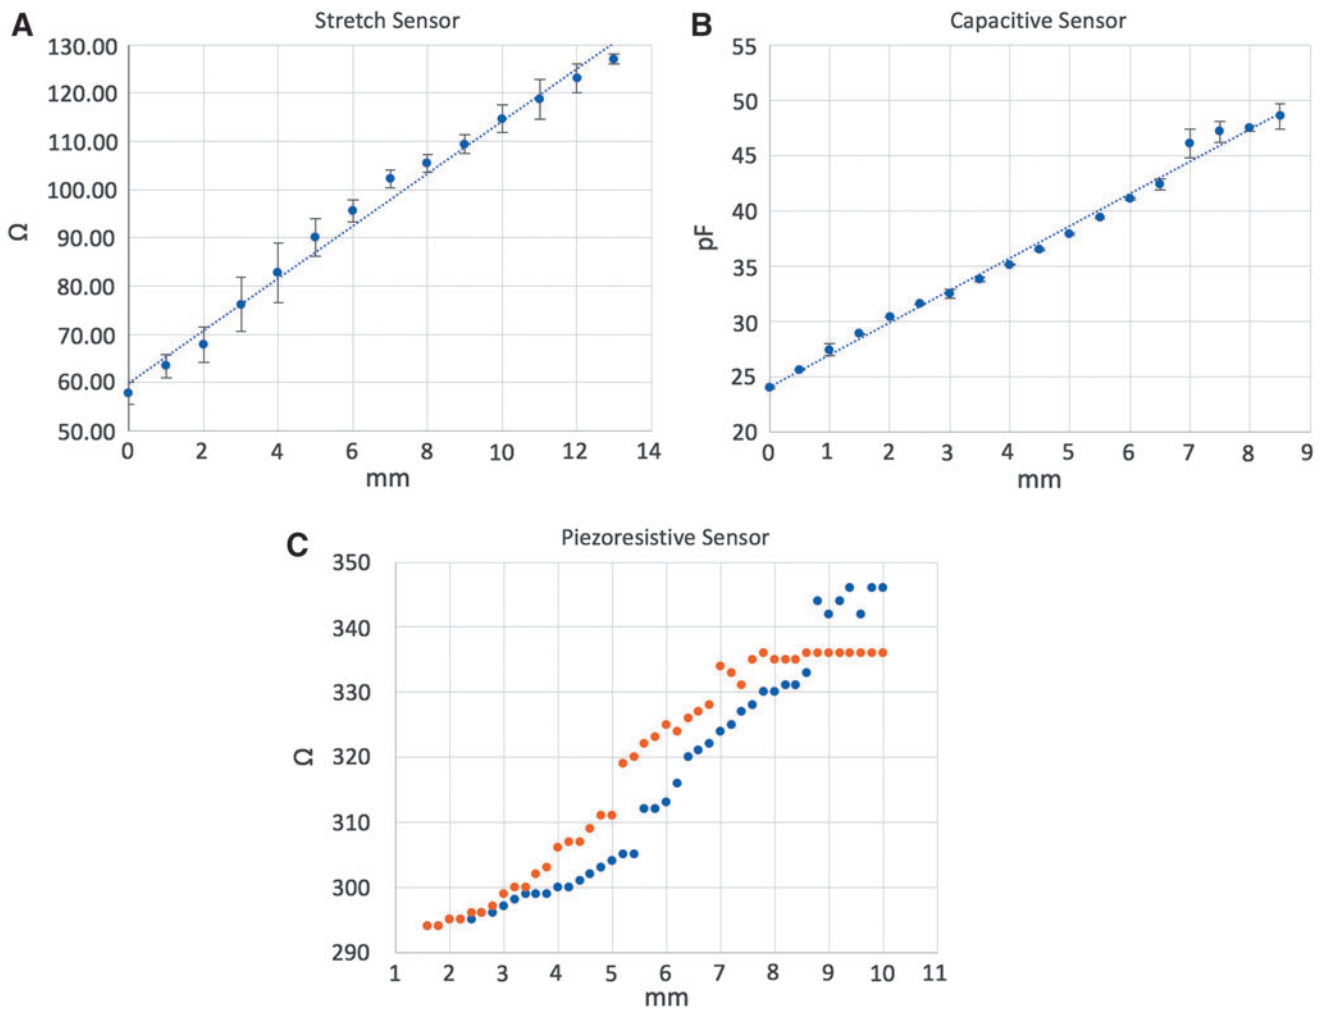 A
Stretch Sensor
130.00
120.00
110.00
100.00
90.00
80.00
70.00
60.00
50.00
Ω
0 2 4 6 8 10 12 14
mm
B
Capacitive Sensor
55
50
45
40
35
30
25
20
pF
0 1 2 3 4 5 6 7 8 9
mm
C
Piezoresistive Sensor
350
340
330
320
310
300
290
Ω
1 2 3 4 5 6 7 8 9 10 11
mm